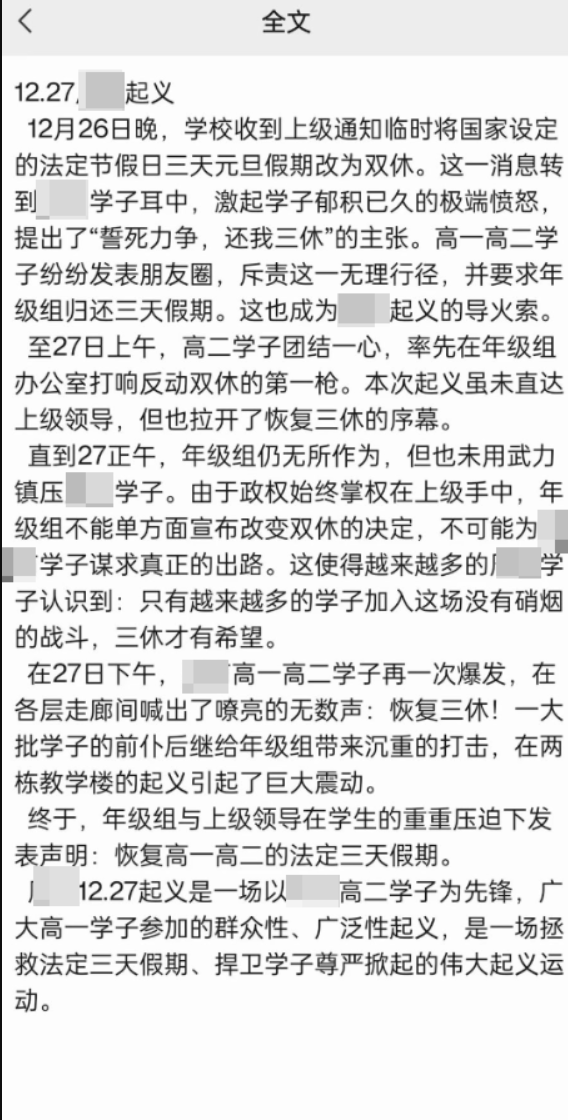 全文
12.27 起义
12月26日晚，学校收到上级通知临时将国家设定
的法定节假日三天元旦假期改为双休。这一消息转
到 学子耳中，激起学子郁积已久的极端愤怒，
提出了“誓死力争，还我三休”的主张。高一高二学
子纷纷发表朋友圈，斥责这一无理行径，并要求年
级组归还三天假期。这也成为 起义的导火索。
至27日上午，高二学子团结一心，率先在年级组
办公室打响反动双休的第一枪。本次起义虽未直达
上级领导，但也拉开了恢复三休的序幕。
直到27正午，年级组仍无所作为，但也未用武力
镇压 学子。由于政权始终掌权在上级手中，年
级组不能单方面宣布改变双休的决定，不可能为
学子谋求真正的出路。这使得越来越多的 学
子认识到：只有越来越多的学子加入这场没有硝烟
的战斗，三休才有希望。
在27日下午， 高一高二学子再一次爆发，在
各层走廊间喊出了嘹亮的无数声：恢复三休！一大
批学子的前仆后继给年级组带来沉重的打击，在两
栋教学楼的起义引起了巨大震动。
终于，年级组与上级领导在学生的重重压迫下发
表声明：恢复高一高二的法定三天假期。
12.27起义是一场以 高二学子为先锋，广
大高一学子参加的群众性、广泛性起义，是一场拯
救法定三天假期、捍卫学子尊严掀起的伟大起义运
动。